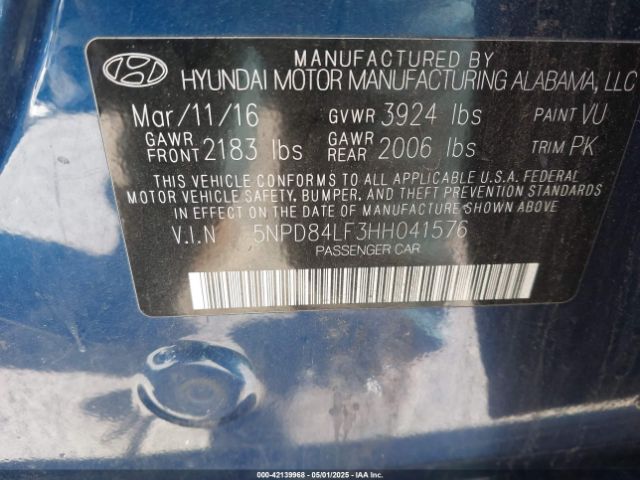 MANUFACTURED BY
HYUNDAI MOTOR MANUFACTURING ALABAMA, LLC
Mar/11/16 GVWR 3924 lbs PAINT VU
GAWR FRONT 2183 lbs GAWR REAR 2006 lbs TRIM PK
THIS VEHICLE CONFORMS TO ALL APPLICABLE U.S.A. FEDERAL
MOTOR VEHICLE SAFETY, BUMPER, AND THEFT PREVENTION STANDARDS
IN EFFECT ON THE DATE OF MANUFACTURE SHOWN ABOVE.
V.I.N 5NPD84LF3HH041576
PASSENGER CAR
000-42139968 - 05/01/2025 - IAA Inc.